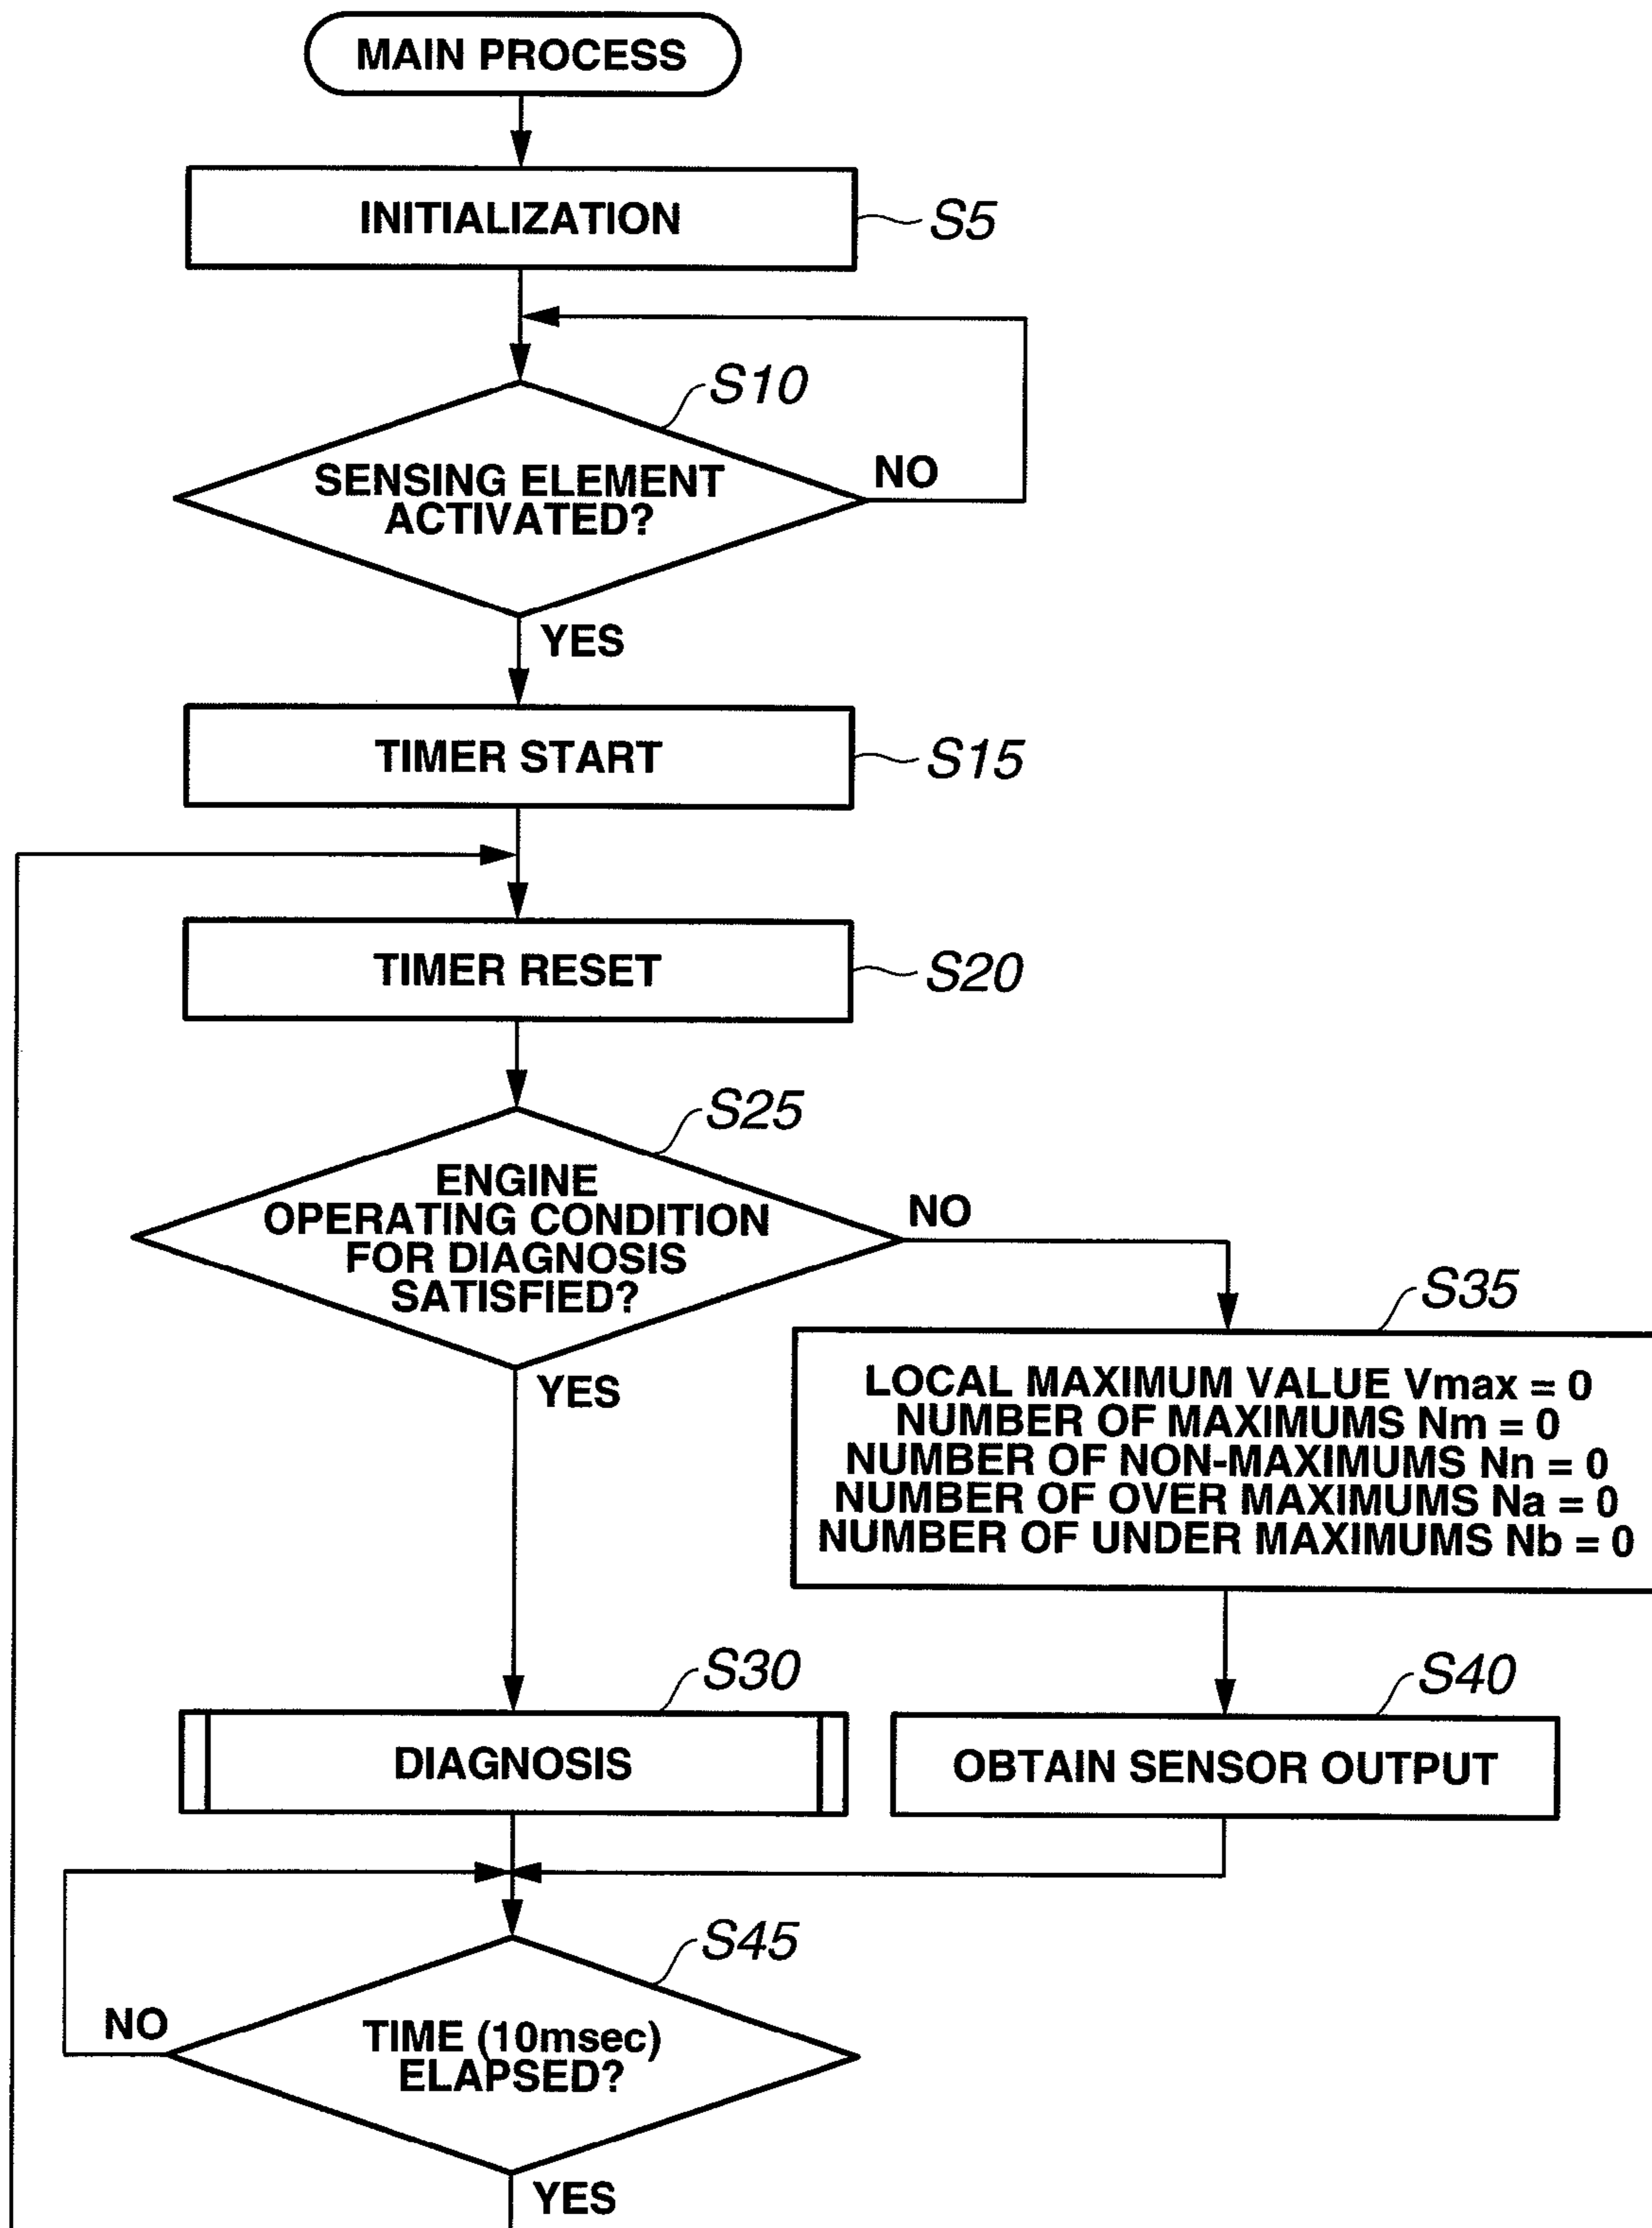 MAIN PROCESS
INITIALIZATION
S5
S10
SENSING ELEMENT
ACTIVATED?
NO
YES
TIMER START
S15
TIMER RESET
S20
S25
ENGINE
OPERATING CONDITION
FOR DIAGNOSIS
SATISFIED?
NO
YES
S35
LOCAL MAXIMUM VALUE Vmax = 0
NUMBER OF MAXIMUMS Nm = 0
NUMBER OF NON-MAXIMUMS Nn = 0
NUMBER OF OVER MAXIMUMS Na = 0
NUMBER OF UNDER MAXIMUMS Nb = 0
S30
DIAGNOSIS
S40
OBTAIN SENSOR OUTPUT
S45
NO
TIME (10msec)
ELAPSED?
YES